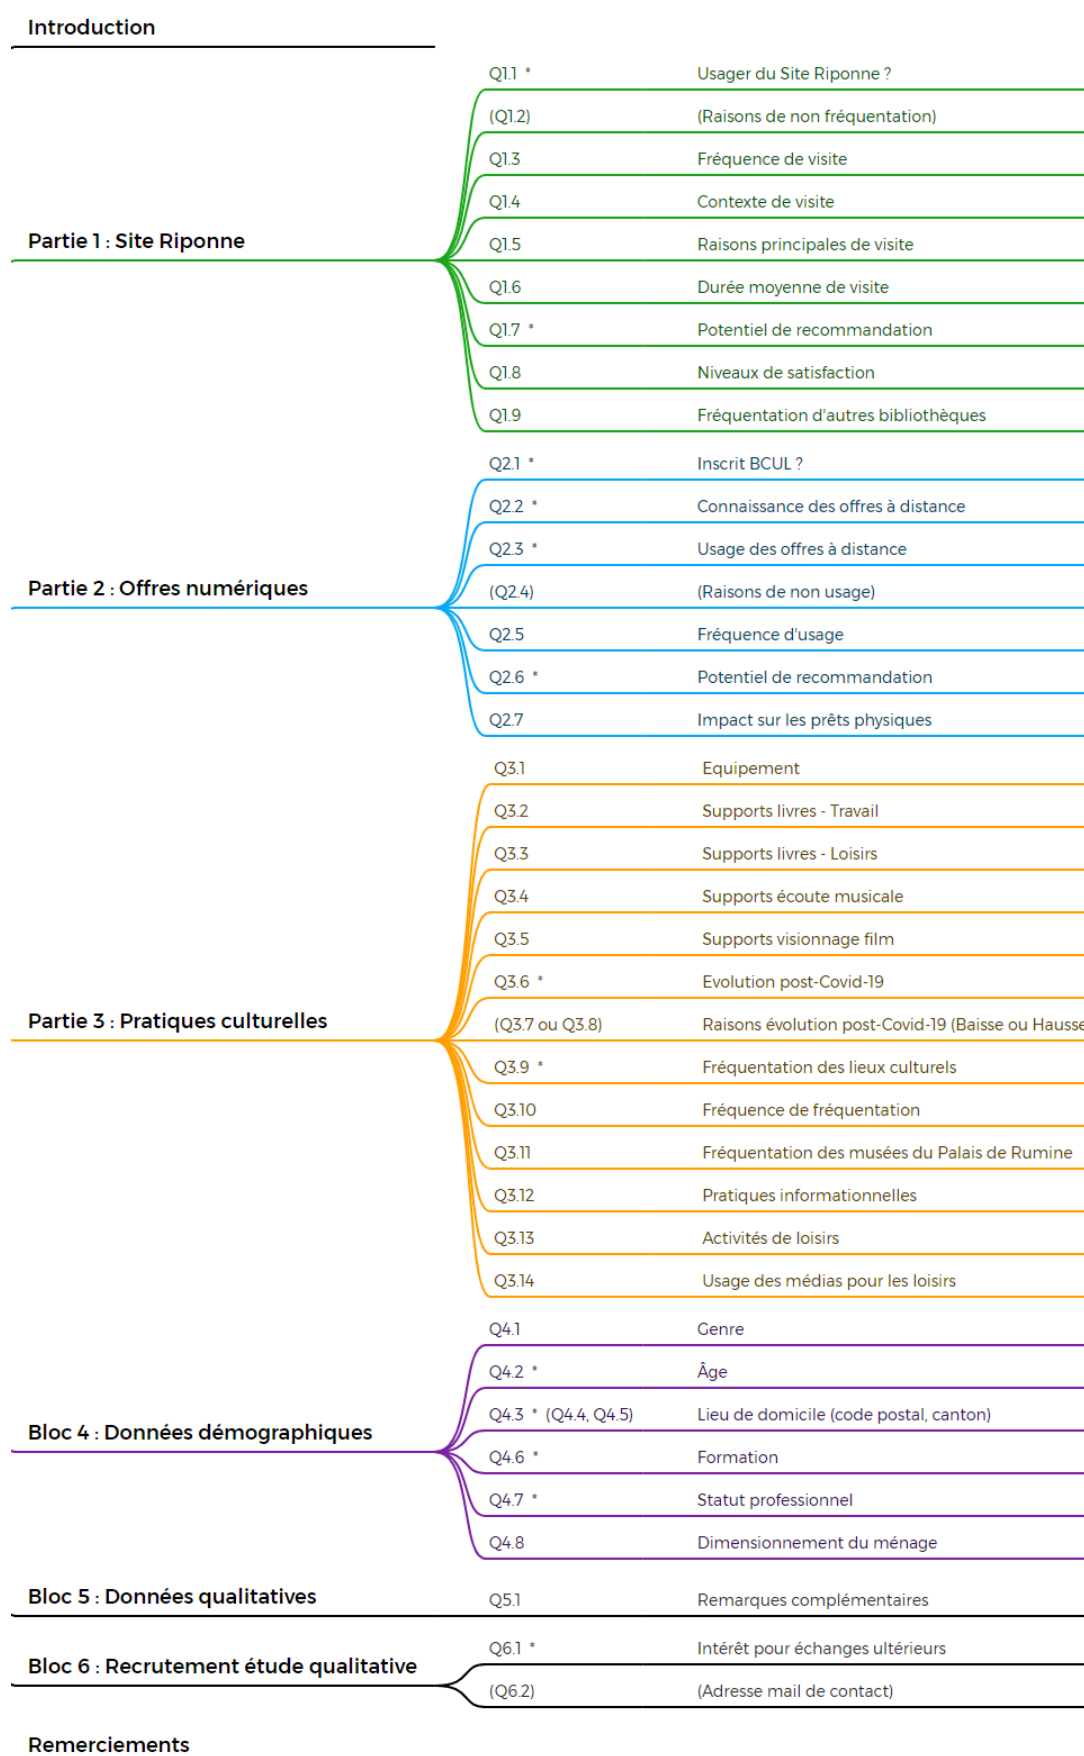 Introduction
Q1.1 * Usager du Site Riponne ?
(Q1.2) (Raisons de non fréquentation)
Q1.3 Fréquence de visite
Q1.4 Contexte de visite
Partie 1 : Site Riponne
Q1.5 Raisons principales de visite
Q1.6 Durée moyenne de visite
Q1.7 * Potentiel de recommandation
Q1.8 Niveaux de satisfaction
Q1.9 Fréquentation d'autres bibliothèques
Q2.1 * Inscrit BCUL ?
Q2.2 * Connaissance des offres à distance
Q2.3 * Usage des offres à distance
Partie 2 : Offres numériques
(Q2.4) (Raisons de non usage)
Q2.5 Fréquence d'usage
Q2.6 * Potentiel de recommandation
Q2.7 Impact sur les prêts physiques
Q3.1 Equipement
Q3.2 Supports livres - Travail
Q3.3 Supports livres - Loisirs
Q3.4 Supports écoute musicale
Q3.5 Supports visionnage film
Q3.6 * Evolution post-Covid-19
Partie 3 : Pratiques culturelles
(Q3.7 ou Q3.8) Raisons évolution post-Covid-19 (Baisse ou Hausse
Q3.9 * Fréquentation des lieux culturels
Q3.10 Fréquence de fréquentation
Q3.11 Fréquentation des musées du Palais de Rumine
Q3.12 Pratiques informationnelles
Q3.13 Activités de loisirs
Q3.14 Usage des médias pour les loisirs
Q4.1 Genre
Q4.2 * Âge
Q4.3 * (Q4.4, Q4.5) Lieu de domicile (code postal, canton)
Bloc 4 : Données démographiques
Q4.6 * Formation
Q4.7 * Statut professionnel
Q4.8 Dimensionnement du ménage
Bloc 5 : Données qualitatives
Q5.1 Remarques complémentaires
Q6.1 * Intérêt pour échanges ultérieurs
Bloc 6 : Recrutement étude qualitative
(Q6.2) (Adresse mail de contact)
Remerciements